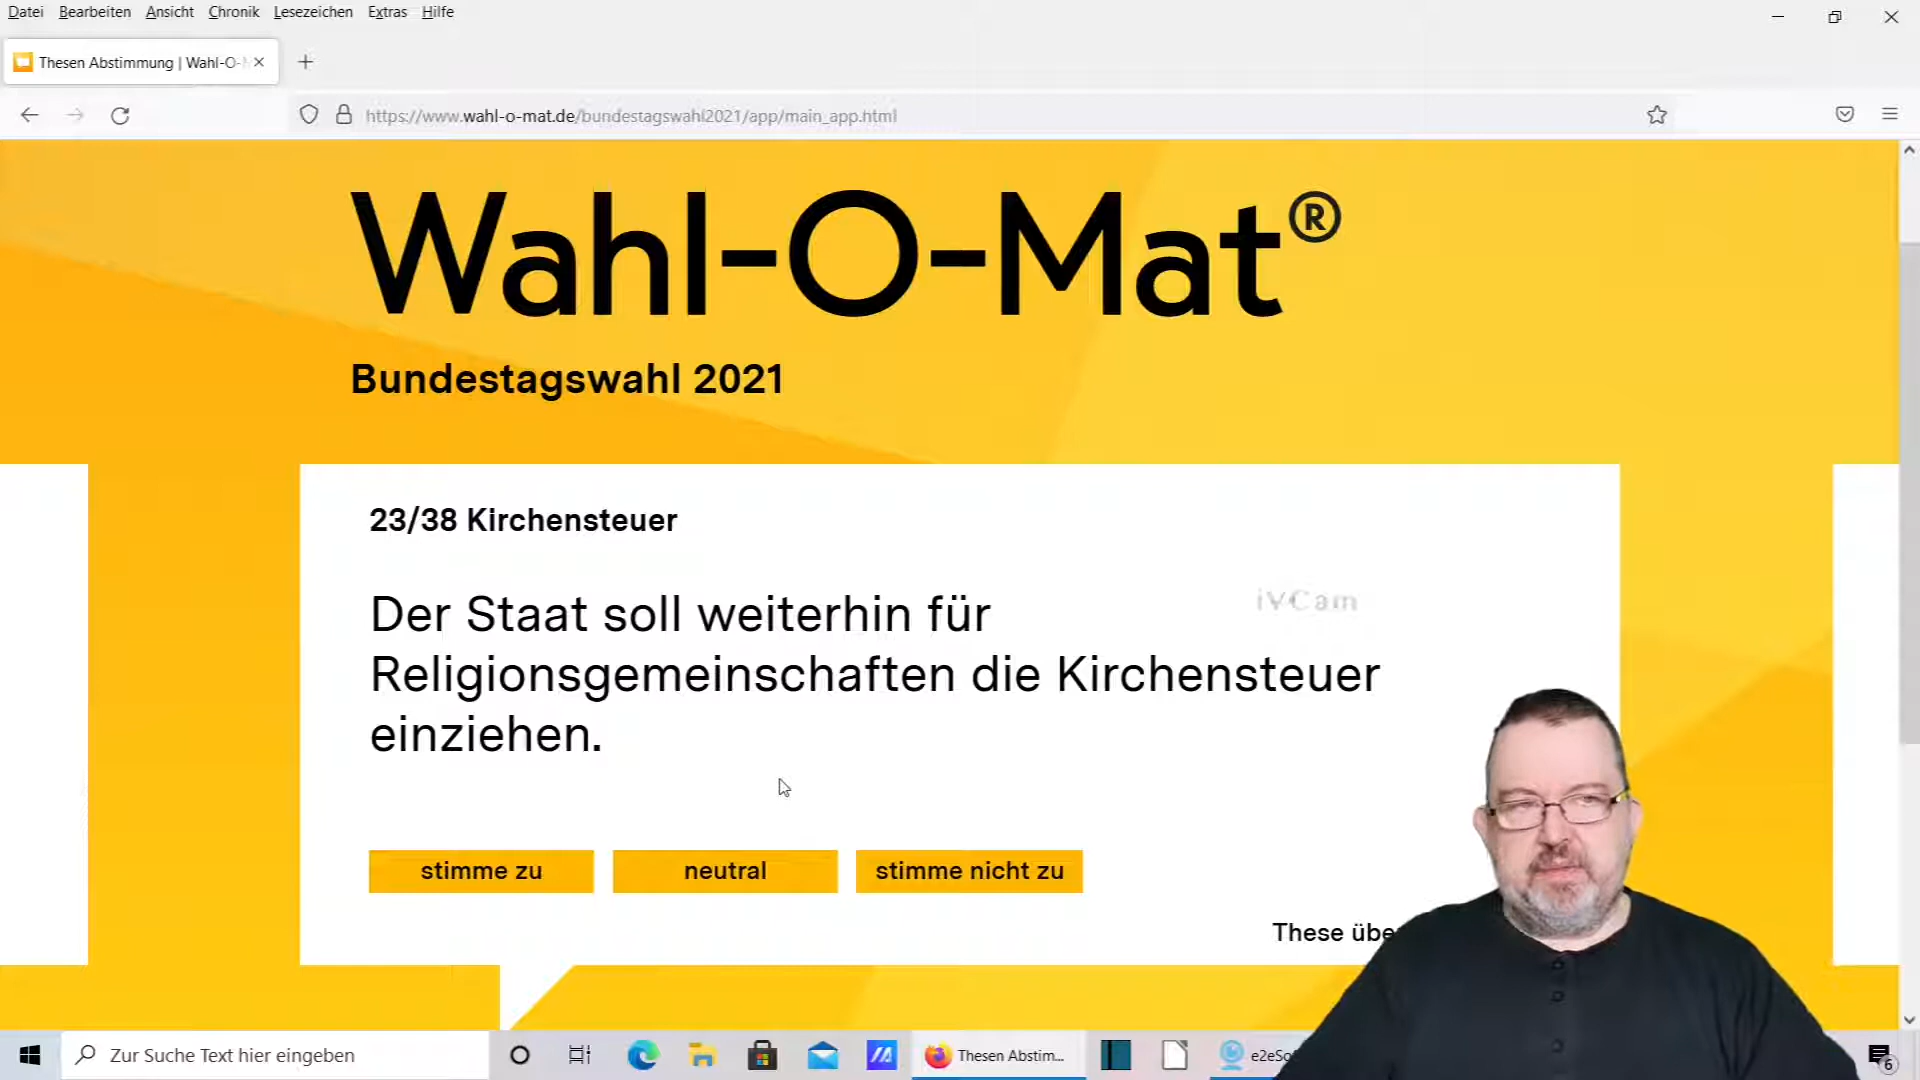 Datei Bearbeiten Ansicht Chronik Lesezeichen Extras Hilfe
Thesen Abstimmung | Wahl-O-
https://www.wahl-o-mat.de/bundestagswahl2021/app/main_app.html
Wahl-O-Mat®
Bundestagswahl 2021
23/38 Kirchensteuer
iVCam
Der Staat soll weiterhin für
Religionsgemeinschaften die Kirchensteuer
einziehen.
stimme zu neutral stimme nicht zu
These übe
Zur Suche Text hier eingeben
Thesen Abstim...
e2eSo
6